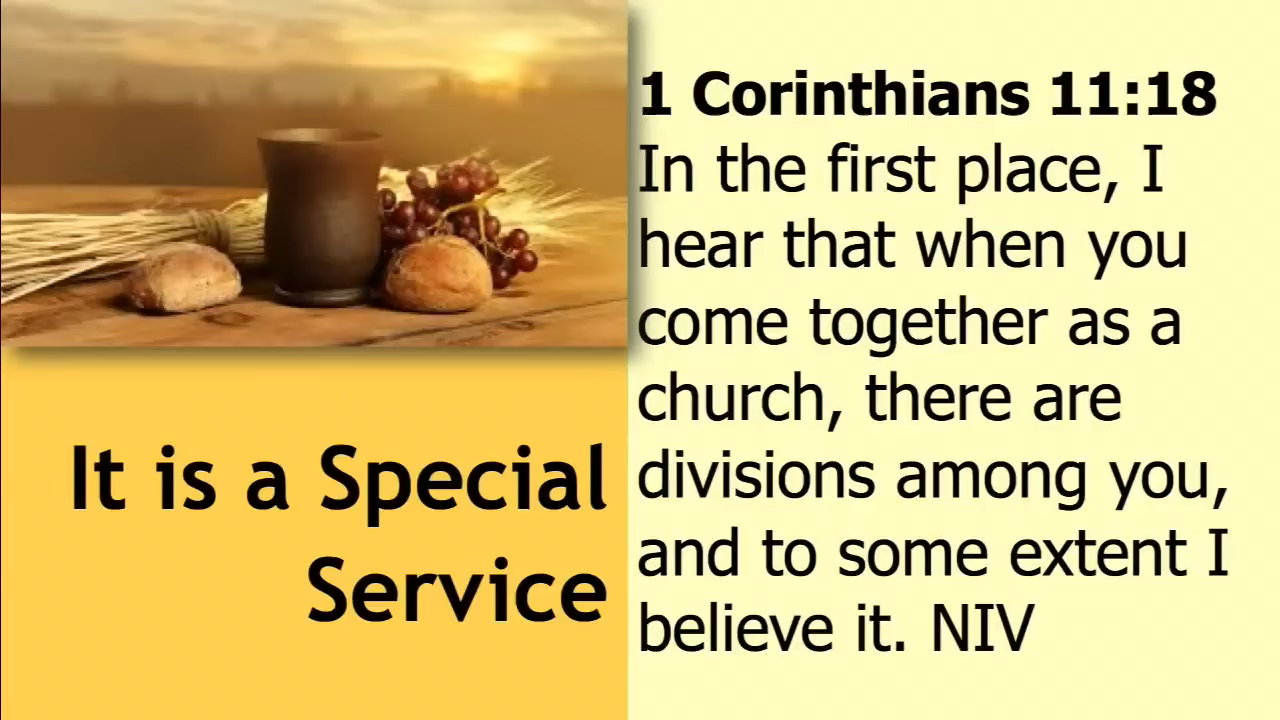 It is a Special
Service
1 Corinthians 11:18
In the first place, I
hear that when you
come together as a
church, there are
divisions among you,
and to some extent I
believe it. NIV